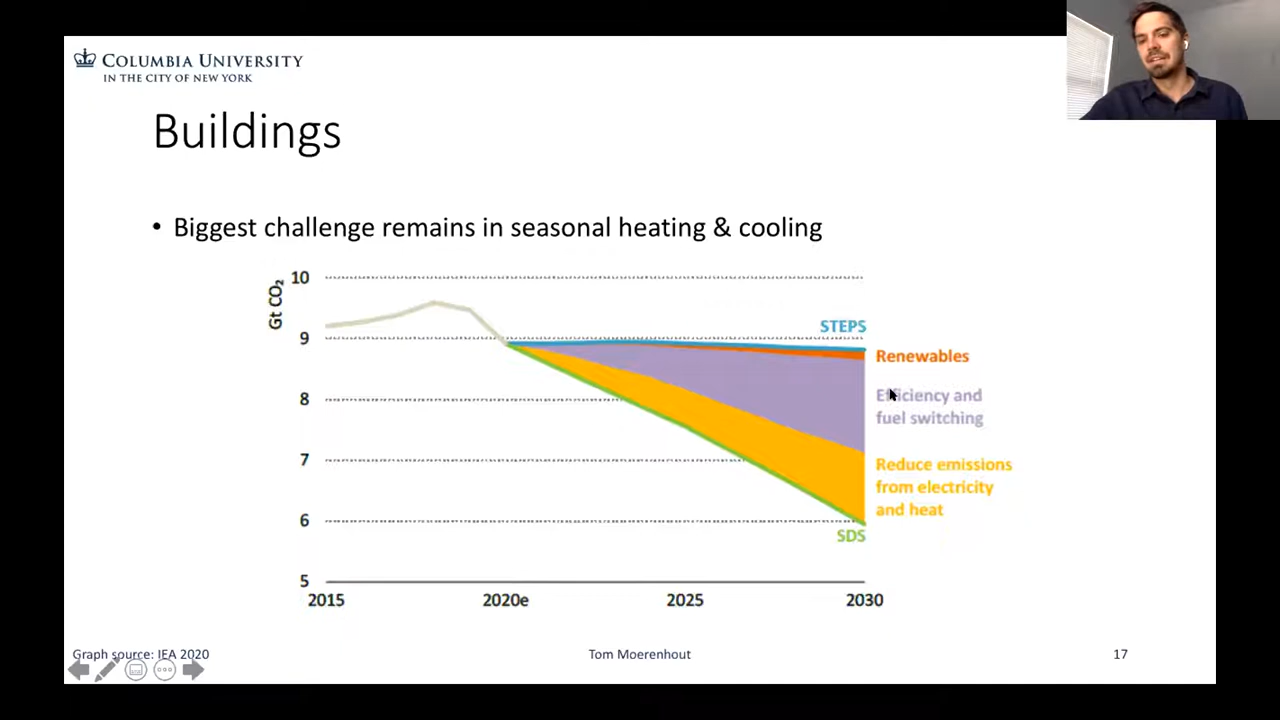 COLUMBIA UNIVERSITY
IN THE CITY OF NEW YORK
Buildings
• Biggest challenge remains in seasonal heating & cooling
Gt CO₂
10
9
8
7
6
5
2015
2020e
2025
2030
STEPS
Renewables
Efficiency and
fuel switching
Reduce emissions
from electricity
and heat
SDS
Graph source: IEA 2020
Tom Moerenhout
17